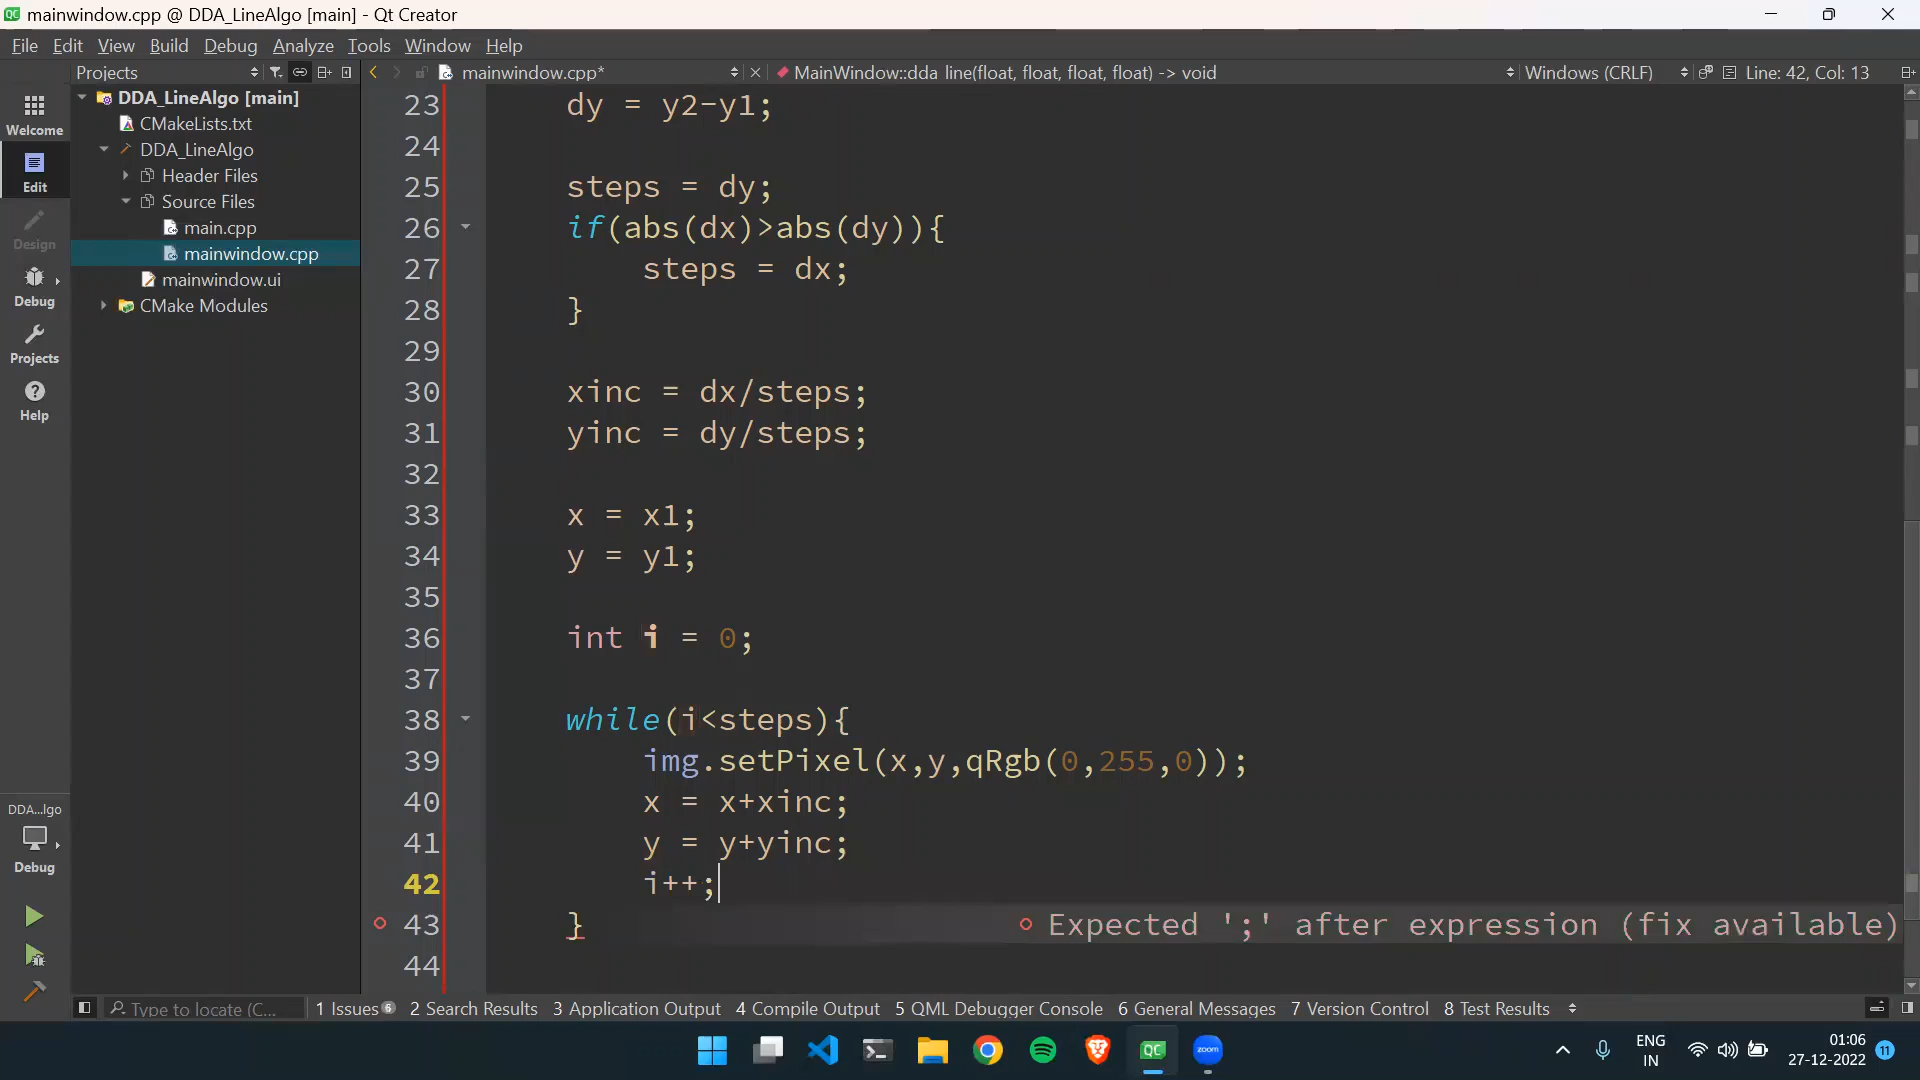 mainwindow.cpp @ DDA_LineAlgo [main] - Qt Creator
File Edit View Build Debug Analyze Tools Window Help
Projects
mainwindow.cpp*
MainWindow::dda line(float, float, float, float) -> void
Windows (CRLF)
Line: 42, Col: 13
Welcome
Edit
Design
Debug
Projects
Help
DDA_LineAlgo [main]
CMakeLists.txt
DDA_LineAlgo
Header Files
Source Files
main.cpp
mainwindow.cpp
mainwindow.ui
CMake Modules
23 dy = y2-y1;
24
25 steps = dy;
26 if(abs(dx)>abs(dy)){
27 steps = dx;
28 }
29
30 xinc = dx/steps;
31 yinc = dy/steps;
32
33 x = x1;
34 y = y1;
35
36 int i = 0;
37
38 while(i<steps){
39 img.setPixel(x,y,qRgb(0,255,0));
40 x = x+xinc;
41 y = y+yinc;
42 i++;
43 } Expected ';' after expression (fix available)
44
DDA...lgo
Debug
Type to locate (C...
1 Issues 6 2 Search Results 3 Application Output 4 Compile Output 5 QML Debugger Console 6 General Messages 7 Version Control 8 Test Results
QC
zoom
ENG
IN
01:06
27-12-2022
11